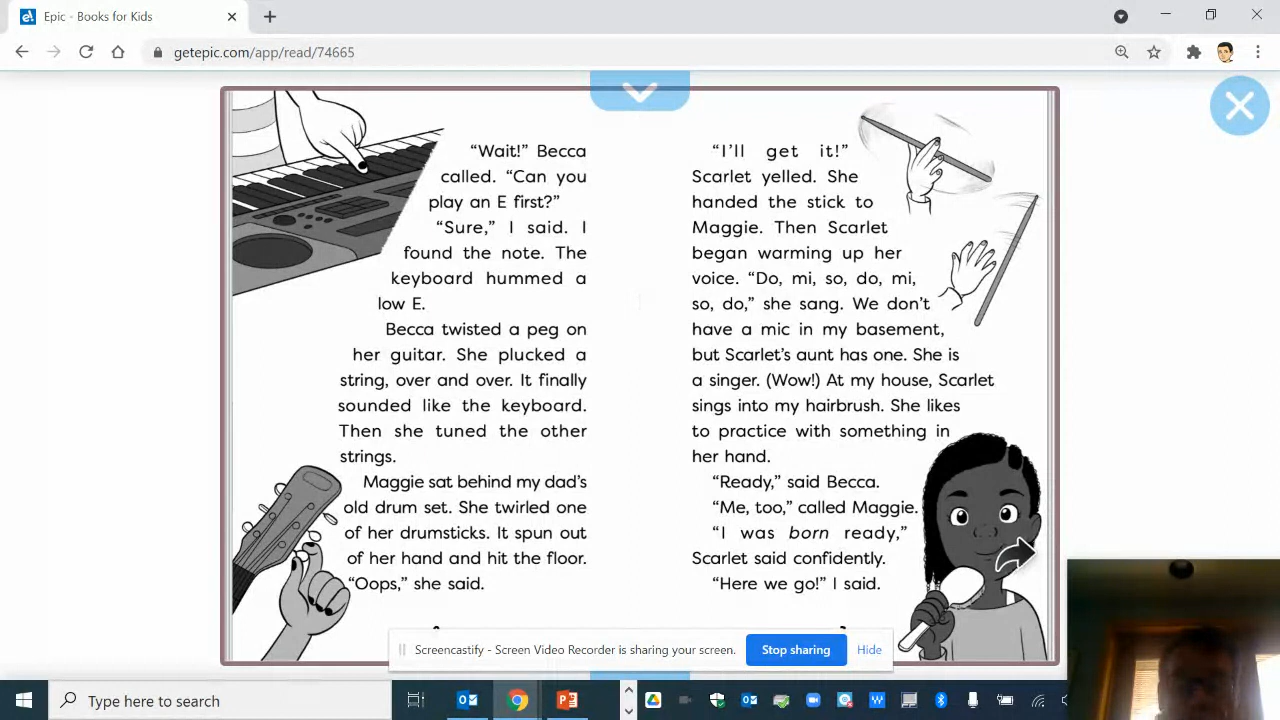 Epic - Books for Kids
getepic.com/app/read/74665
“Wait!” Becca
called. “Can you
play an E first?”
“Sure,” I said. I
found the note. The
keyboard hummed a
low E.
Becca twisted a peg on
her guitar. She plucked a
string, over and over. It finally
sounded like the keyboard.
Then she tuned the other
strings.
Maggie sat behind my dad’s
old drum set. She twirled one
of her drumsticks. It spun out
of her hand and hit the floor.
“Oops,” she said.
“I’ll get it!”
Scarlet yelled. She
handed the stick to
Maggie. Then Scarlet
began warming up her
voice. “Do, mi, so, do, mi,
so, do,” she sang. We don’t
have a mic in my basement,
but Scarlet’s aunt has one. She is
a singer. (Wow!) At my house, Scarlet
sings into my hairbrush. She likes
to practice with something in
her hand.
“Ready,” said Becca.
“Me, too,” called Maggie.
“I was born ready,”
Scarlet said confidently.
“Here we go!” I said.
Screencastify - Screen Video Recorder is sharing your screen.
Stop sharing
Hide
Type here to search